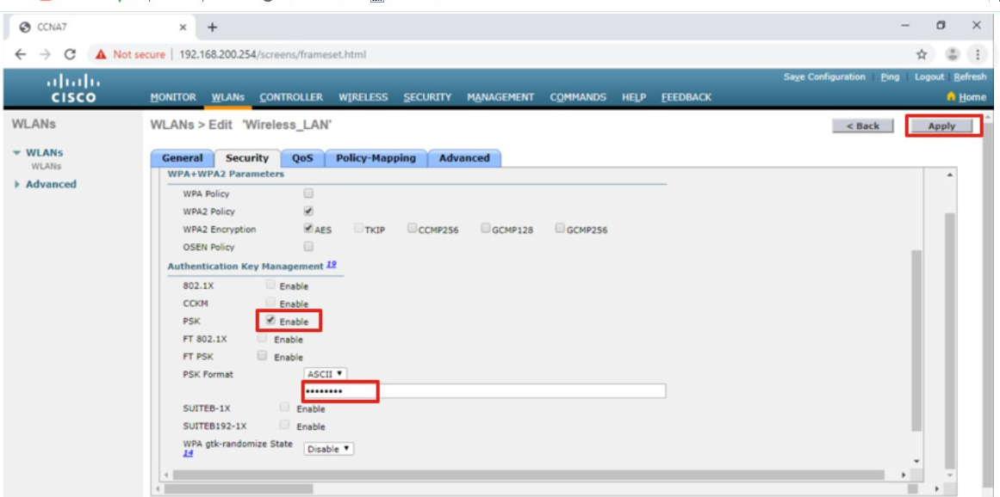 CCNA7
Not secure | 192.168.200.254/screens/frameset.html
Save Configuration | Ping | Logout | Refresh
CISCO
MONITOR WLANs CONTROLLER WIRELESS SECURITY MANAGEMENT COMMANDS HELP FEEDBACK
Home
WLANs
WLANs > Edit 'Wireless_LAN'
< Back
Apply
WLANs
WLANs
Advanced
General Security QoS Policy-Mapping Advanced
WPA+WPA2 Parameters
WPA Policy
WPA2 Policy
WPA2 Encryption AES TKIP CCMP256 GCMP128 GCMP256
OSEN Policy
Authentication Key Management 19
802.1X Enable
CCKM Enable
PSK Enable
FT 802.1X Enable
FT PSK Enable
PSK Format ASCII
••••••••
SUITEB-1X Enable
SUITEB192-1X Enable
WPA gtk-randomize State Disable
14